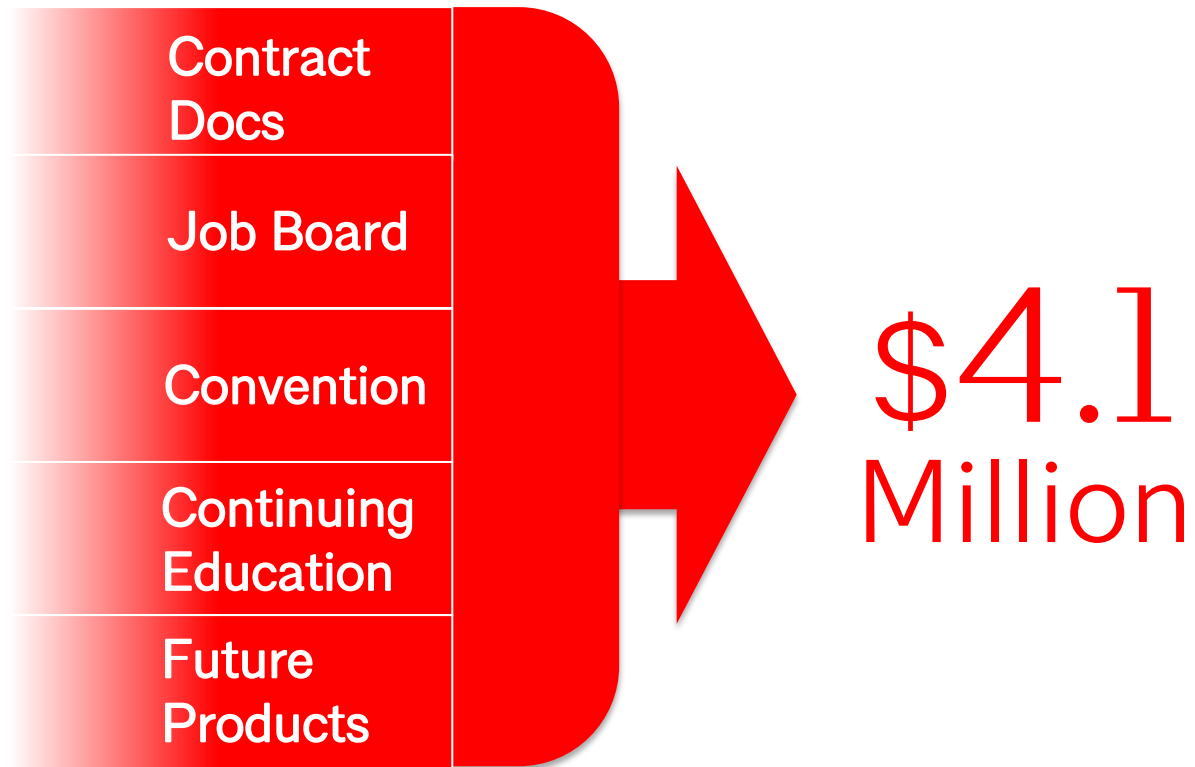 Contract
Docs
Job Board
Convention
Continuing
Education
Future
Products
$4.1
Million